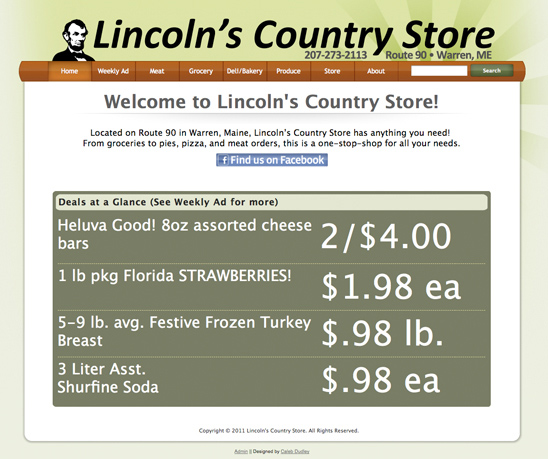 Lincoln's Country Store
207-273-2113 Route 90 • Warren, ME
Home Weekly Ad Meat Grocery Deli/Bakery Produce Store About Search
Welcome to Lincoln's Country Store!
Located on Route 90 in Warren, Maine, Lincoln's Country Store has anything you need!
From groceries to pies, pizza, and meat orders, this is a one-stop-shop for all your needs.
f Find us on Facebook
Deals at a Glance (See Weekly Ad for more)
Heluva Good! 8oz assorted cheese
bars
2/$4.00
1 lb pkg Florida STRAWBERRIES!
$1.98 ea
5-9 lb. avg. Festive Frozen Turkey
Breast
$.98 lb.
3 Liter Asst.
Shurfine Soda
$.98 ea
Copyright © 2011 Lincoln's Country Store. All Rights Reserved.
Admin || Designed by Caleb Dudley